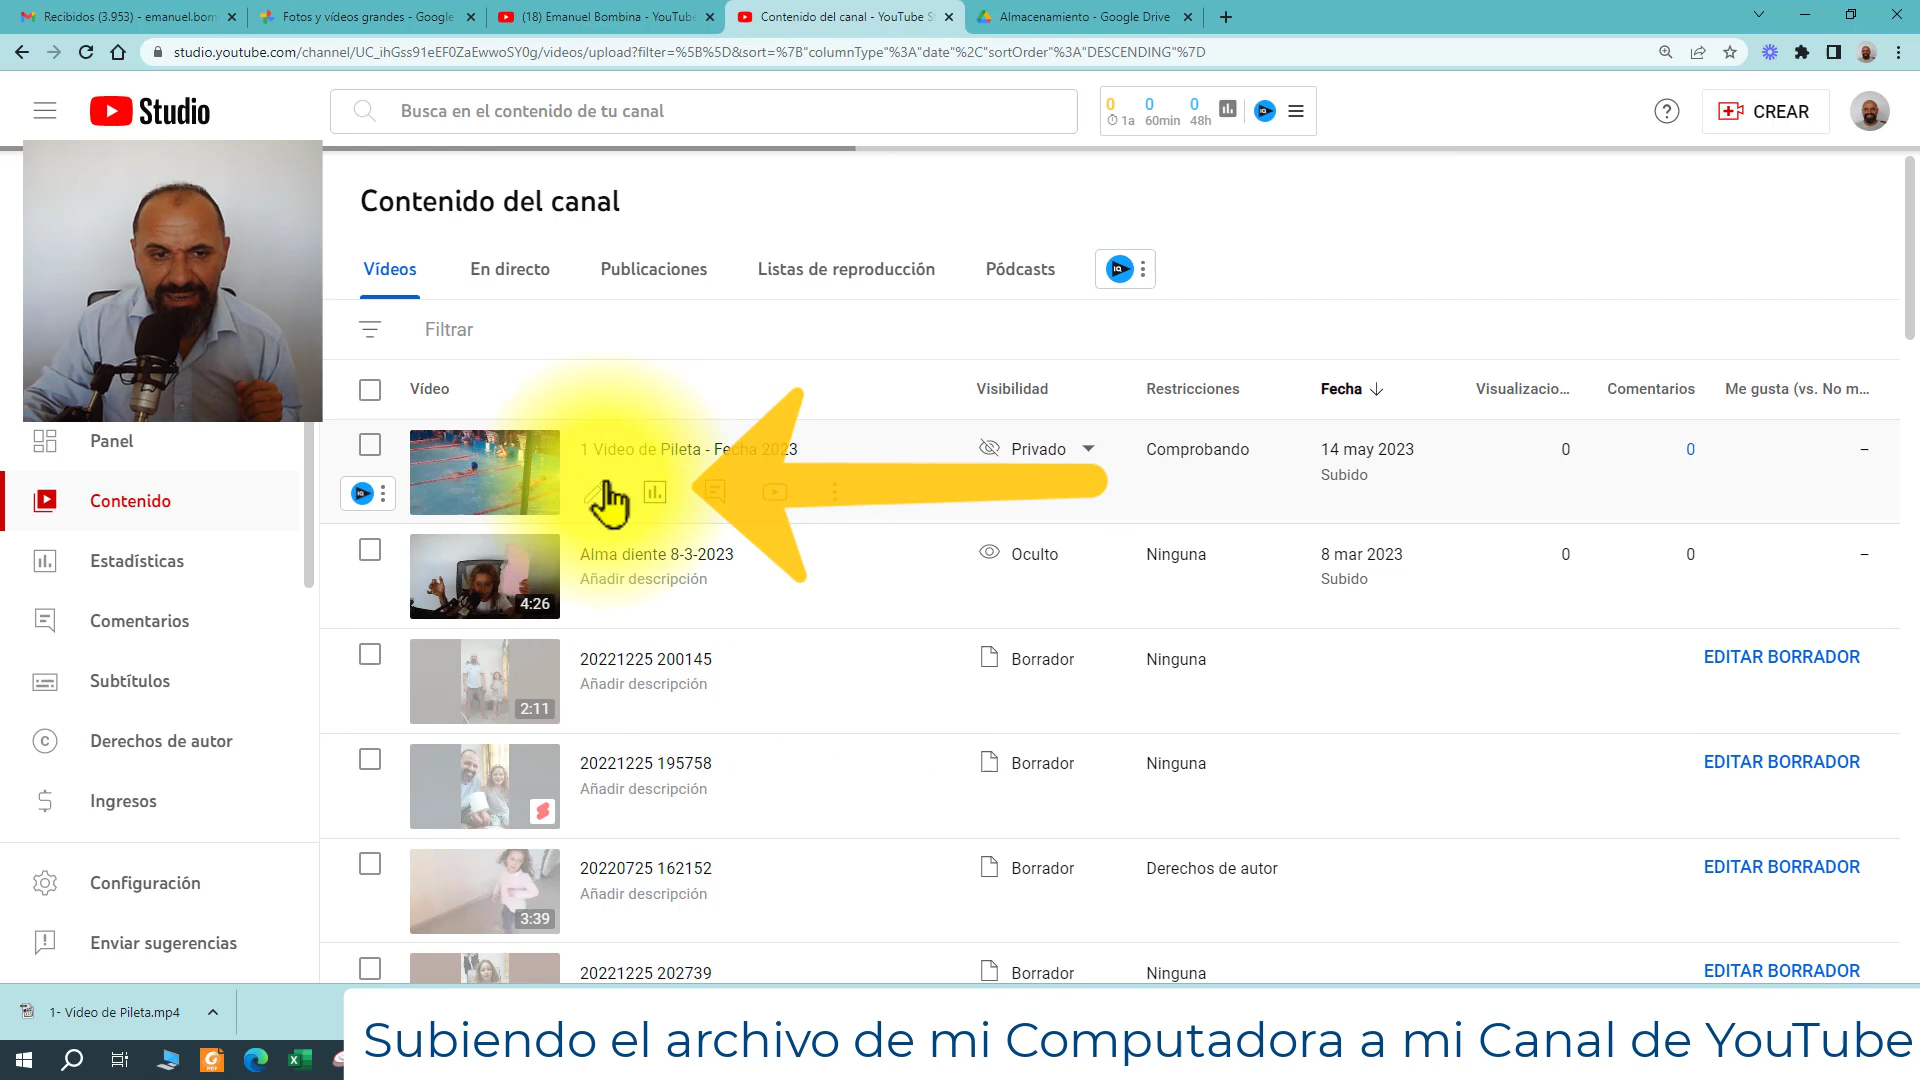 Recibidos (3.953) - emanuel.bom
Fotos y vídeos grandes - Google
(18) Emanuel Bombina - YouTube
Contenido del canal - YouTube S
Almacenamiento - Google Drive
studio.youtube.com/channel/UC_ihGss91eEF0ZaEwwoSY0g/videos/upload?filter=%5B%5D&sort=%7B"columnType"%3A"date"%2C"sortOrder"%3A"DESCENDING"%7D
Studio
Busca en el contenido de tu canal
0 0 0
1a 60min 48h
IQ
CREAR
Contenido del canal
Vídeos
En directo
Publicaciones
Listas de reproducción
Pódcasts
IQ
Filtrar
Vídeo
Visibilidad
Restricciones
Fecha
Visualizacio...
Comentarios
Me gusta (vs. No m...
Panel
Contenido
Estadísticas
Comentarios
Subtítulos
Derechos de autor
Ingresos
Configuración
Enviar sugerencias
IQ
1 Video de Pileta - Fecha 2023
Privado
Comprobando
14 may 2023
Subido
0
0
–
4:26
Alma diente 8-3-2023
Añadir descripción
Oculto
Ninguna
8 mar 2023
Subido
0
0
–
2:11
20221225 200145
Añadir descripción
Borrador
Ninguna
EDITAR BORRADOR
20221225 195758
Añadir descripción
Borrador
Ninguna
EDITAR BORRADOR
3:39
20220725 162152
Añadir descripción
Borrador
Derechos de autor
EDITAR BORRADOR
20221225 202739
Borrador
Ninguna
EDITAR BORRADOR
1- Video de Pileta.mp4
Subiendo el archivo de mi Computadora a mi Canal de YouTube